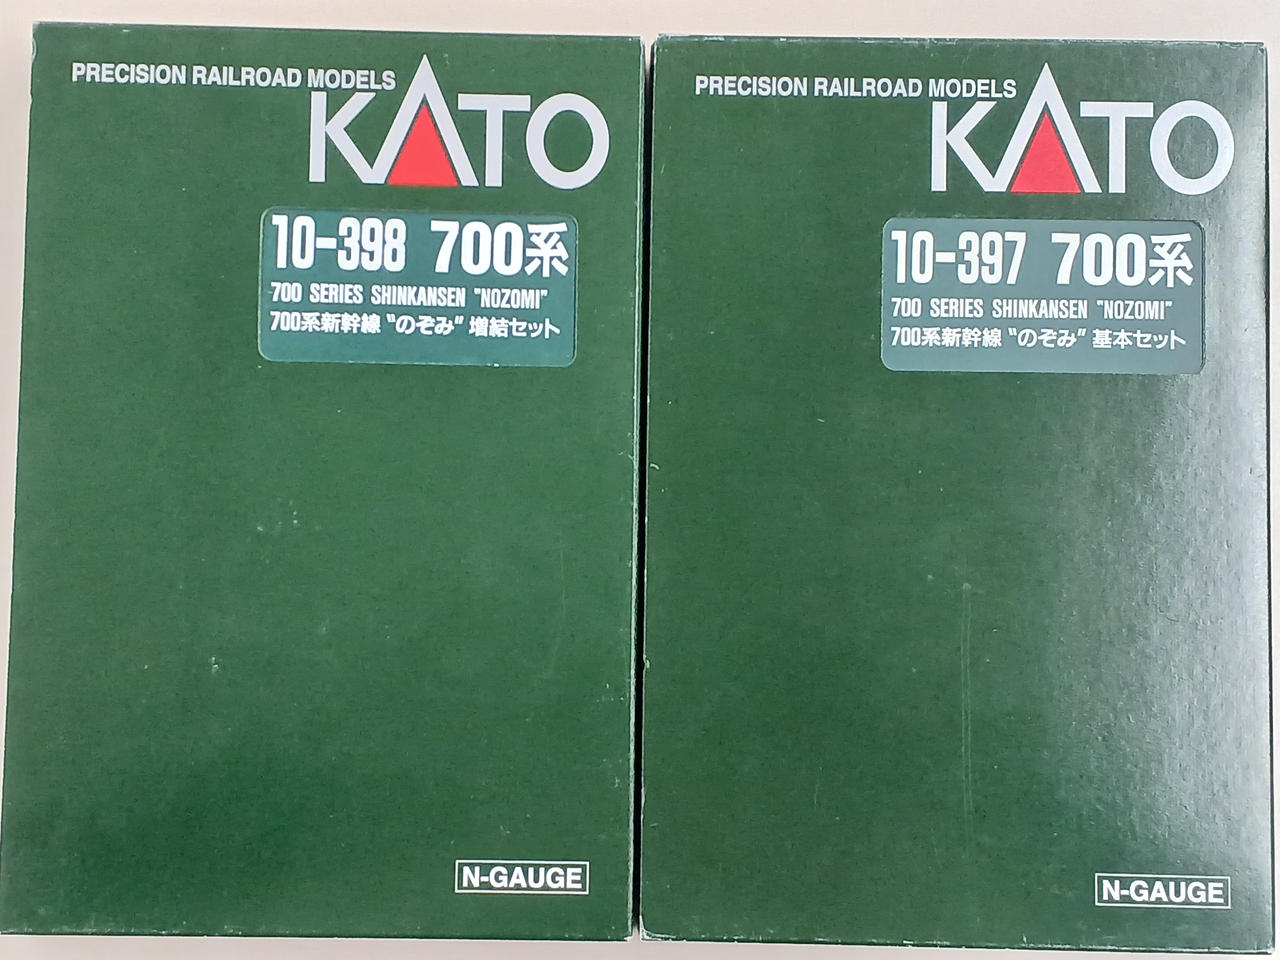 PRECISION RAILROAD MODELS
KATO
10-398 700系
700 SERIES SHINKANSEN "NOZOMI"
700系新幹線 〝のぞみ〞 増結セット
N-GAUGE
PRECISION RAILROAD MODELS
KATO
10-397 700系
700 SERIES SHINKANSEN "NOZOMI"
700系新幹線 〝のぞみ〞 基本セット
N-GAUGE